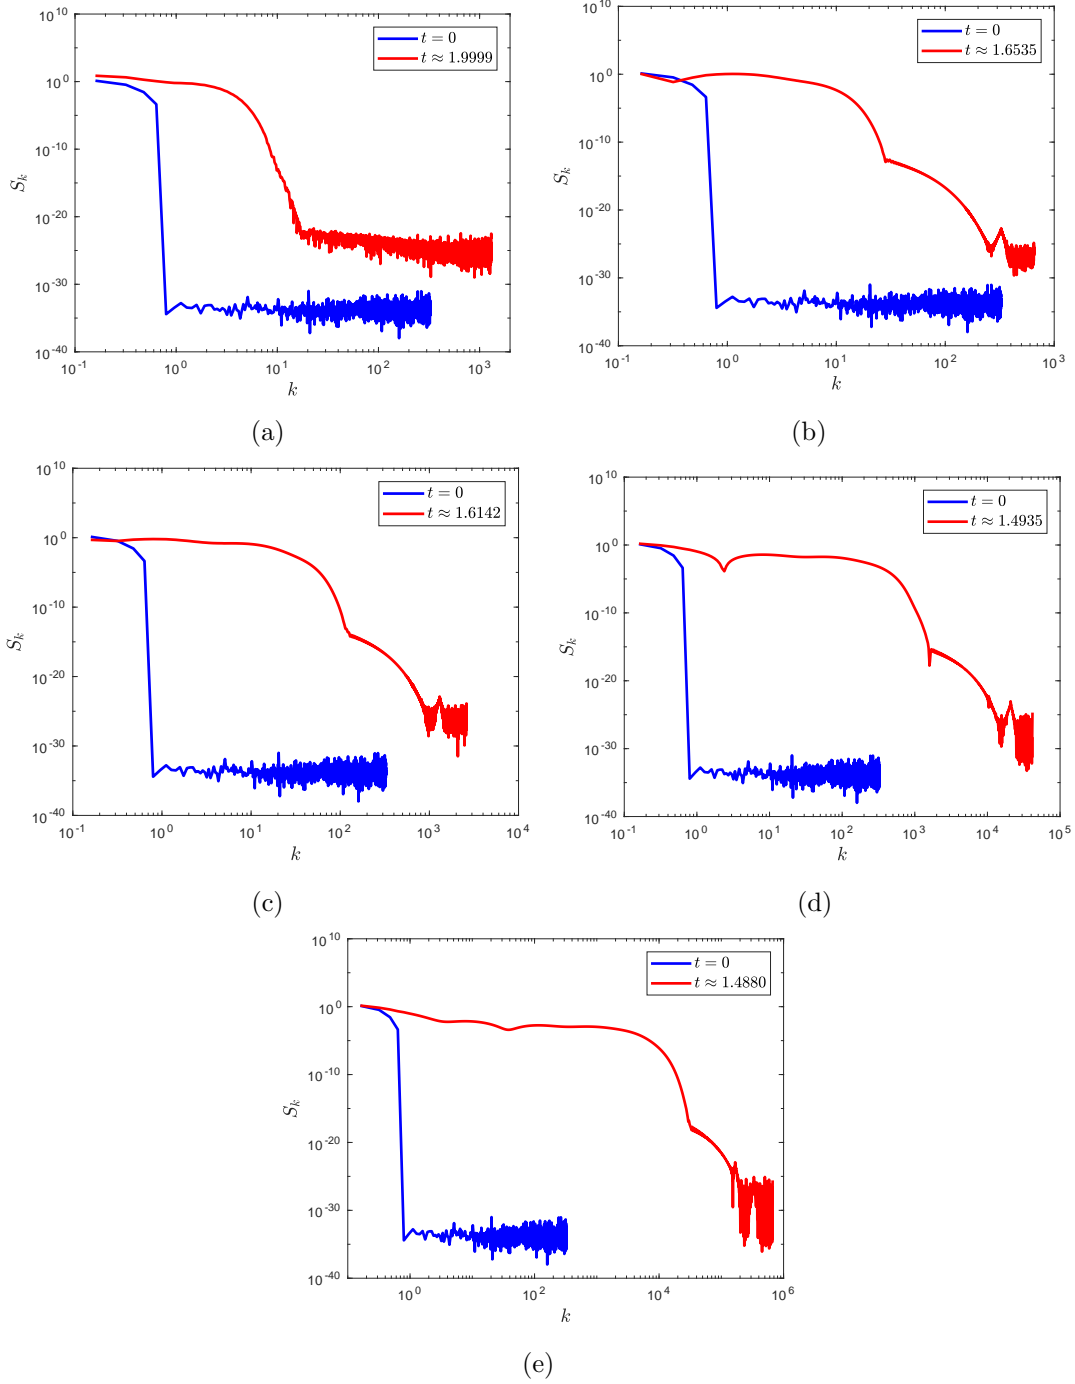 10^10
10^0
10^-10
10^-20
10^-30
10^-40
S_k
t = 0
t ≈ 1.9999
10^-1 10^0 10^1 10^2 10^3
k
(a)
10^10
10^0
10^-10
10^-20
10^-30
10^-40
S_k
t = 0
t ≈ 1.6535
10^-1 10^0 10^1 10^2 10^3
k
(b)
10^10
10^0
10^-10
10^-20
10^-30
10^-40
S_k
t = 0
t ≈ 1.6142
10^-1 10^0 10^1 10^2 10^3 10^4
k
(c)
10^10
10^0
10^-10
10^-20
10^-30
10^-40
S_k
t = 0
t ≈ 1.4935
10^-1 10^0 10^1 10^2 10^3 10^4 10^5
k
(d)
10^10
10^0
10^-10
10^-20
10^-30
10^-40
S_k
t = 0
t ≈ 1.4880
10^0 10^2 10^4 10^6
k
(e)